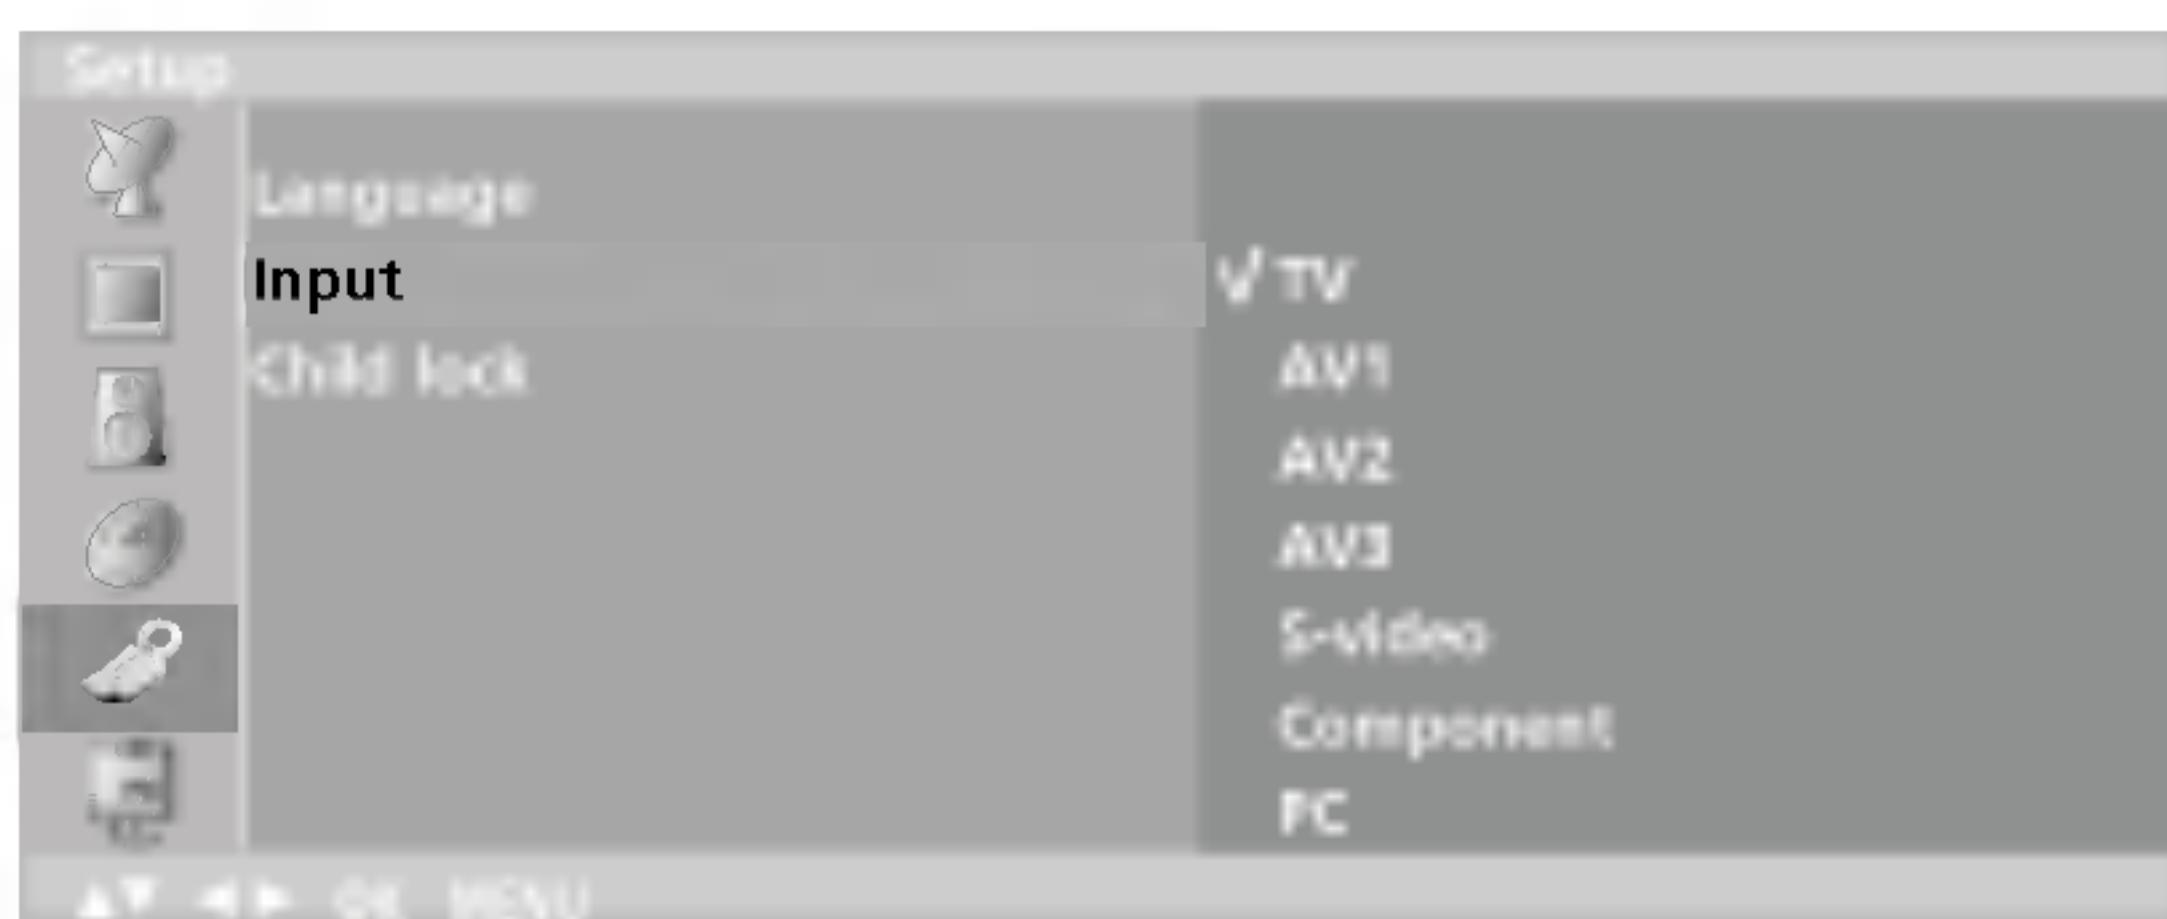 Setup
Language
Input
√ TV
Child lock
AV1
AV2
AV3
S-video
Component
PC
▲▼ ◀▶ OK MENU